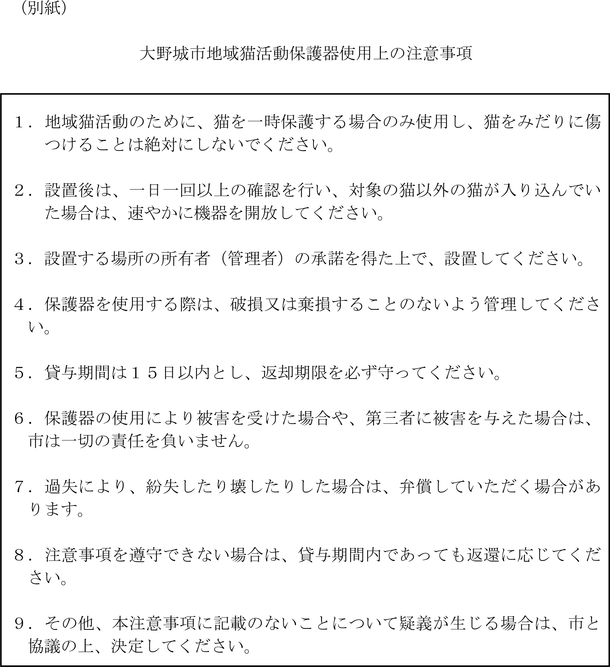 （別紙）
大野城市地域猫活動保護器使用上の注意事項
１．地域猫活動のために、猫を一時保護する場合のみ使用し、猫をみだりに傷
つけることは絶対にしないでください。
２．設置後は、一日一回以上の確認を行い、対象の猫以外の猫が入り込んでい
た場合は、速やかに機器を開放してください。
３．設置する場所の所有者（管理者）の承諾を得た上で、設置してください。
４．保護器を使用する際は、破損又は棄損することのないよう管理してくださ
い。
５．貸与期間は１５日以内とし、返却期限を必ず守ってください。
６．保護器の使用により被害を受けた場合や、第三者に被害を与えた場合は、
市は一切の責任を負いません。
７．過失により、紛失したり壊したりした場合は、弁償していただく場合があ
ります。
８．注意事項を遵守できない場合は、貸与期間内であっても返還に応じてくだ
さい。
９．その他、本注意事項に記載のないことについて疑義が生じる場合は、市と
協議の上、決定してください。